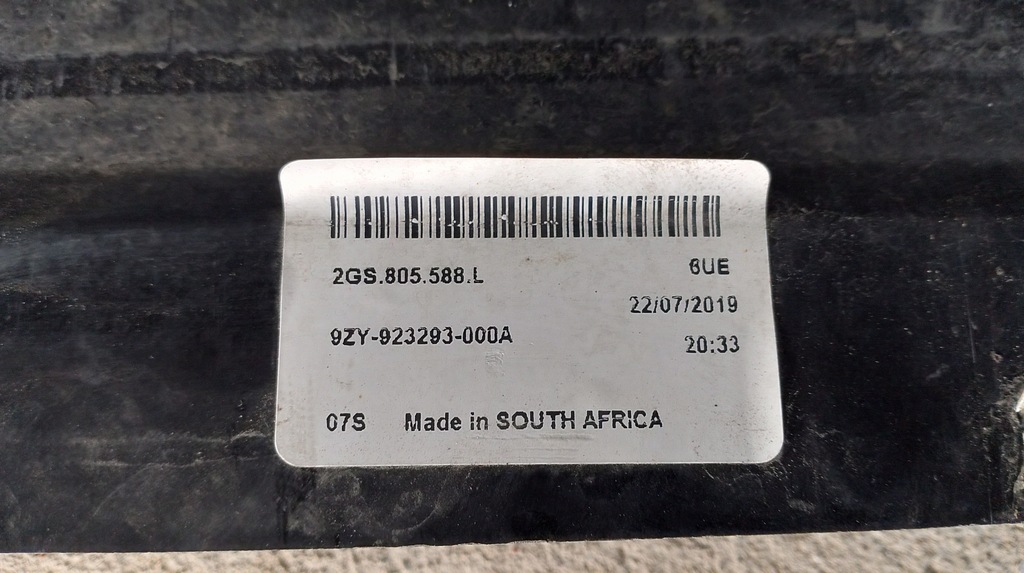 2GS.805.588.L
6UE
22/07/2019
9ZY-923293-000A
20:33
07S Made in SOUTH AFRICA